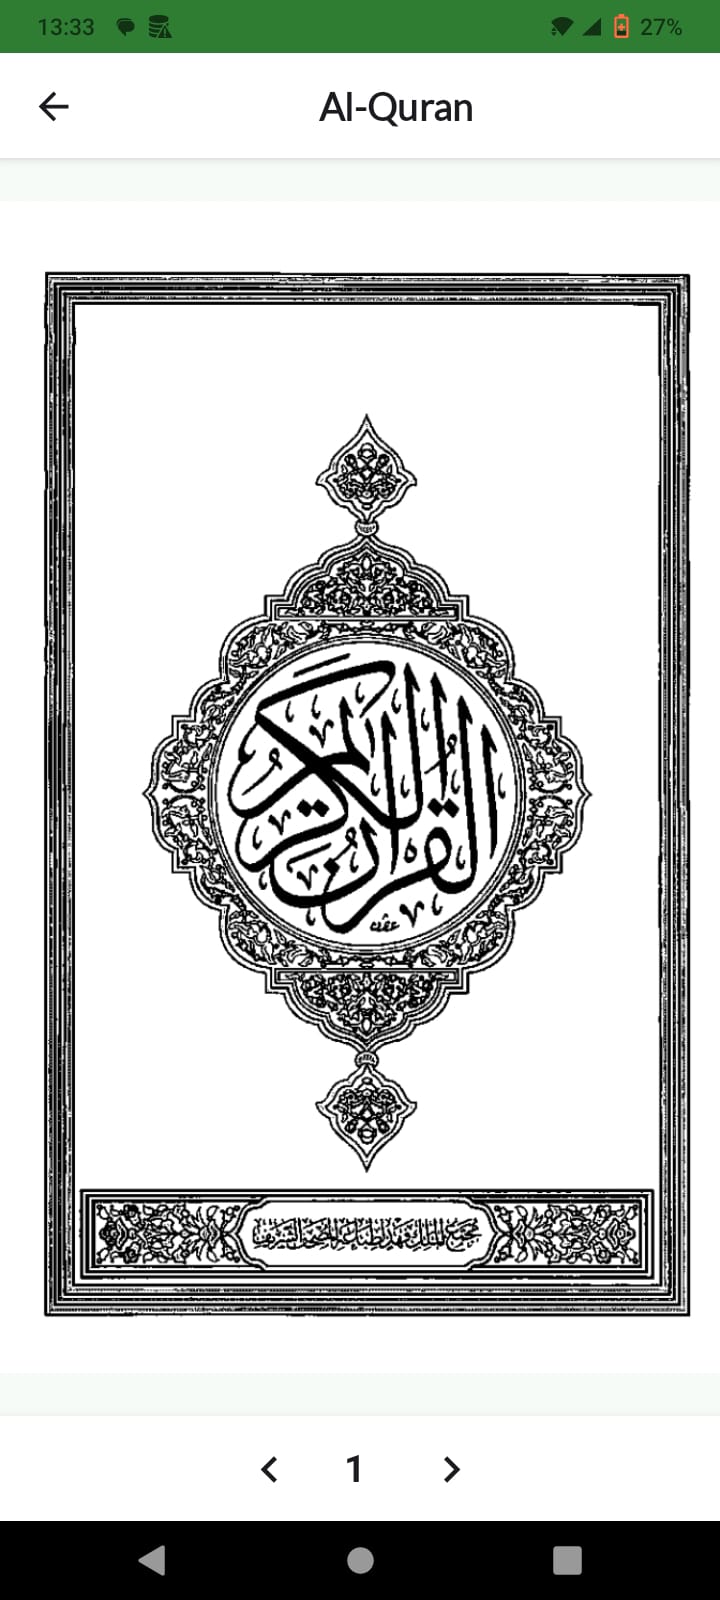 13:33 27%
Al-Quran
القرآن الكريم
مجمع الملك فهد لطباعة المصحف الشريف
1